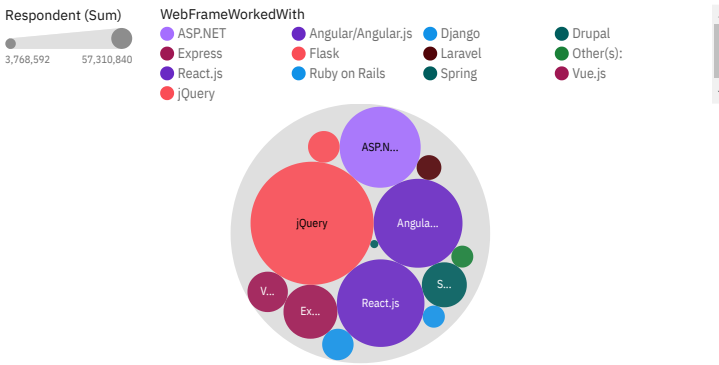 Respondent (Sum)
3,768,592 57,310,840
WebFrameWorkedWith
ASP.NET Angular/Angular.js Django Drupal
Express Flask Laravel Other(s):
React.js Ruby on Rails Spring Vue.js
jQuery
ASP.N...
jQuery Angula...
V... S...
Ex... React.js